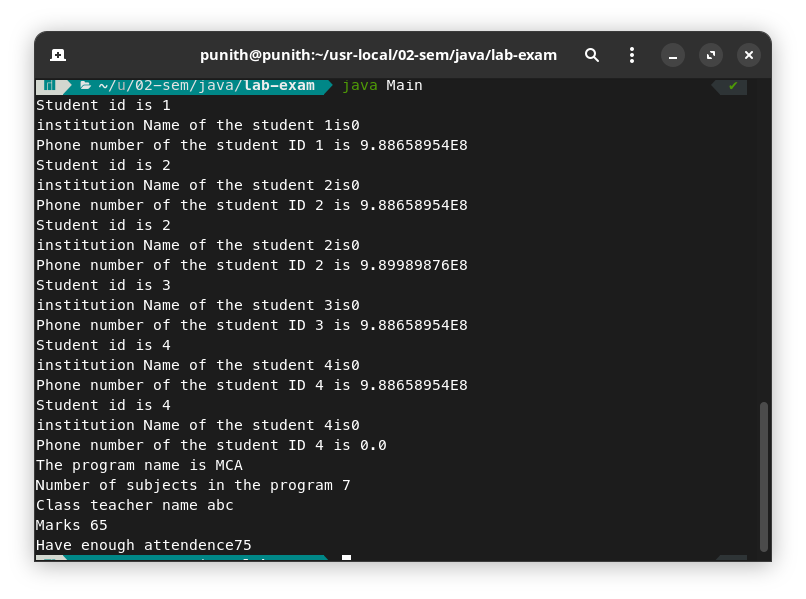 punith@punith:~/usr-local/02-sem/java/lab-exam
~/u/02-sem/java/lab-exam java Main ✔
Student id is 1
institution Name of the student 1is0
Phone number of the student ID 1 is 9.88658954E8
Student id is 2
institution Name of the student 2is0
Phone number of the student ID 2 is 9.88658954E8
Student id is 2
institution Name of the student 2is0
Phone number of the student ID 2 is 9.89989876E8
Student id is 3
institution Name of the student 3is0
Phone number of the student ID 3 is 9.88658954E8
Student id is 4
institution Name of the student 4is0
Phone number of the student ID 4 is 9.88658954E8
Student id is 4
institution Name of the student 4is0
Phone number of the student ID 4 is 0.0
The program name is MCA
Number of subjects in the program 7
Class teacher name abc
Marks 65
Have enough attendence75